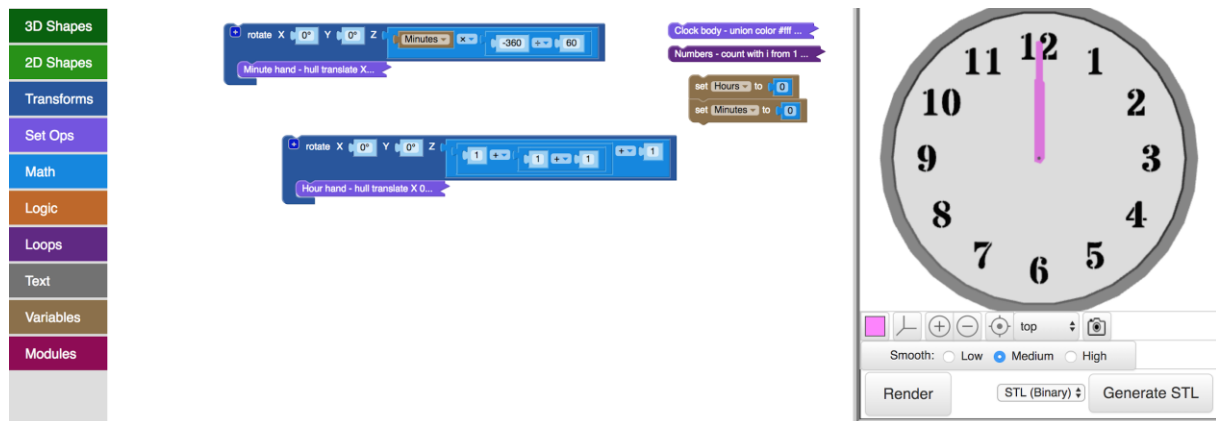 3D Shapes
2D Shapes
Transforms
Set Ops
Math
Logic
Loops
Text
Variables
Modules
rotate X 0° Y 0° Z Minutes × -360 ÷ 60
Minute hand - hull translate X...
rotate X 0° Y 0° Z 1 + 1 + 1 + 1
Hour hand - hull translate X 0...
Clock body - union color #fff ...
Numbers - count with i from 1 ...
set Hours to 0
set Minutes to 0
12
1
2
3
4
5
6
7
8
9
10
11
top
Smooth: Low Medium High
Render STL (Binary) Generate STL